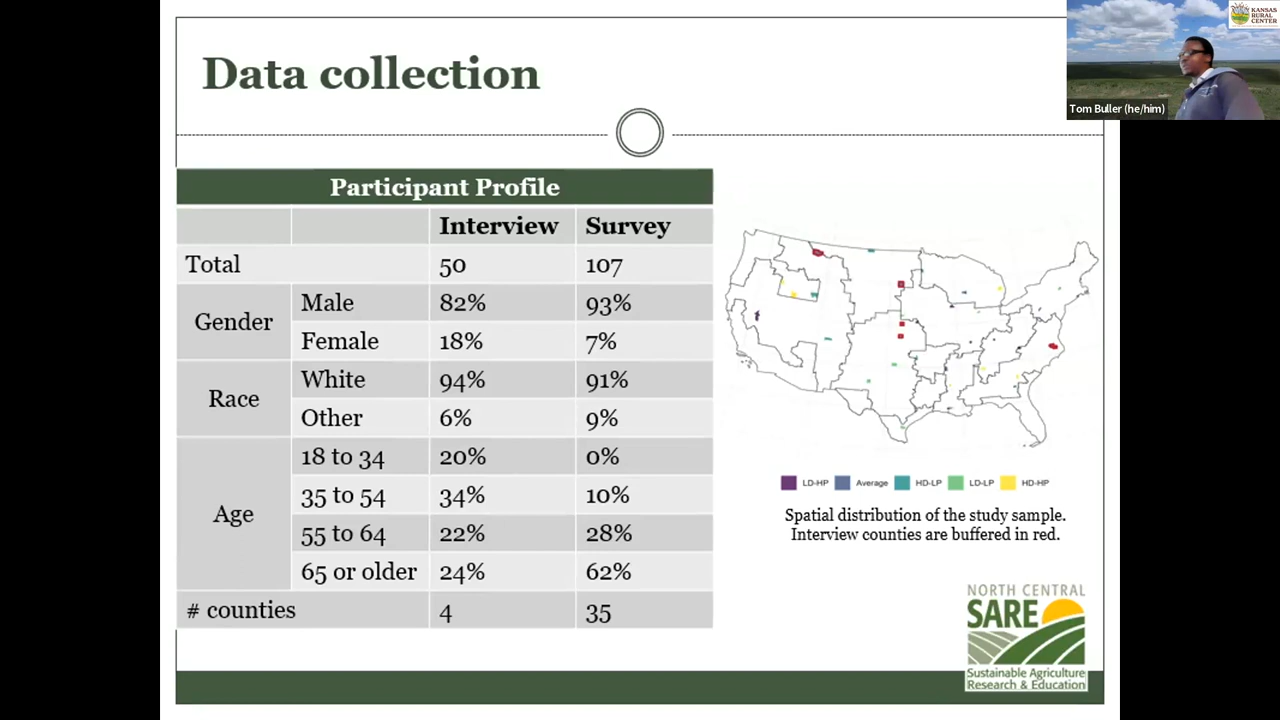 Data collection
KANSAS
RURAL
CENTER
Tom Buller (he/him)
Participant Profile
Interview Survey
Total 50 107
Gender Male 82% 93%
Female 18% 7%
Race White 94% 91%
Other 6% 9%
Age 18 to 34 20% 0%
35 to 54 34% 10%
55 to 64 22% 28%
65 or older 24% 62%
# counties 4 35
LD-HP Average HD-LP LD-LP HD-HP
Spatial distribution of the study sample.
Interview counties are buffered in red.
NORTH CENTRAL
SARE
Sustainable Agriculture
Research & Education